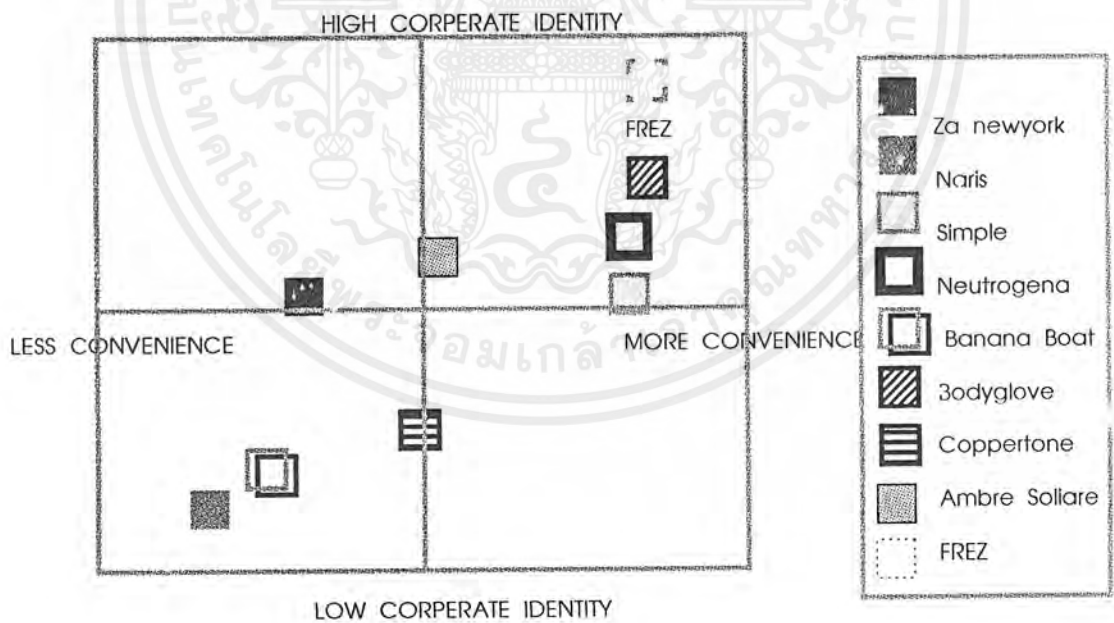 HIGH CORPERATE IDENTITY
FREZ
LESS CONVENIENCE
MORE CONVENIENCE
LOW CORPERATE IDENTITY
Za newyork
Naris
Simple
Neutrogena
Banana Boat
3odyglove
Coppertone
Ambre Soliare
FREZ